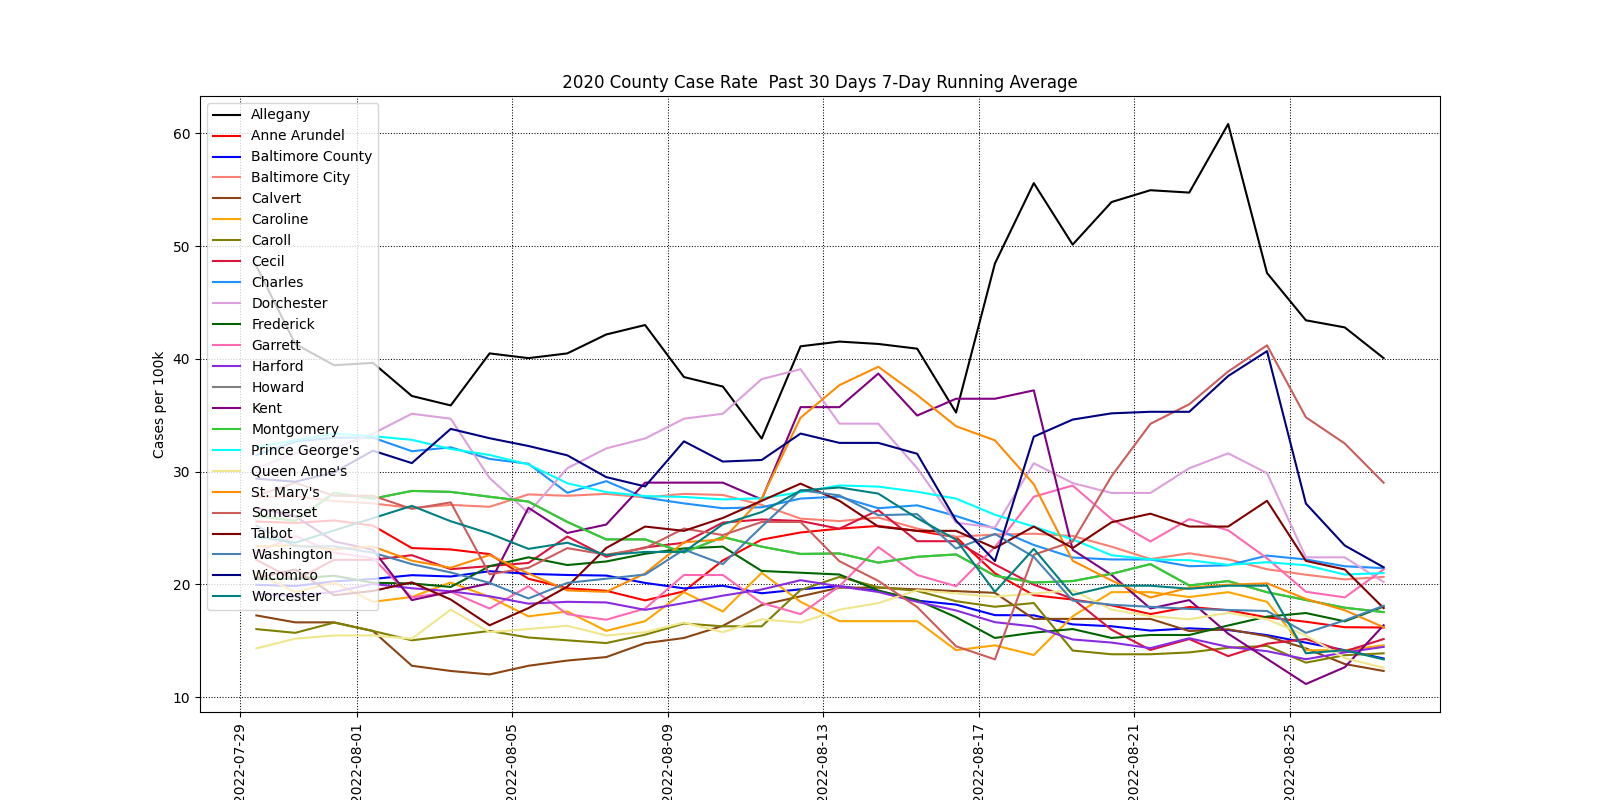 2020 County Case Rate  Past 30 Days 7-Day Running Average
Cases per 100k
60
50
40
30
20
10
Allegany
Anne Arundel
Baltimore County
Baltimore City
Calvert
Caroline
Caroll
Cecil
Charles
Dorchester
Frederick
Garrett
Harford
Howard
Kent
Montgomery
Prince George's
Queen Anne's
St. Mary's
Somerset
Talbot
Washington
Wicomico
Worcester
2022-07-29
2022-08-01
2022-08-05
2022-08-09
2022-08-13
2022-08-17
2022-08-21
2022-08-25